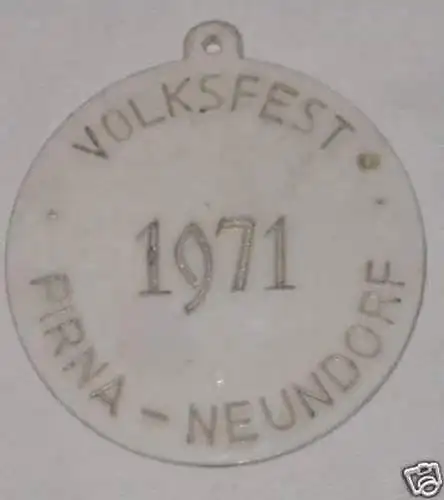 VOLKSFEST
1971
PIRNA - NEUNDORF